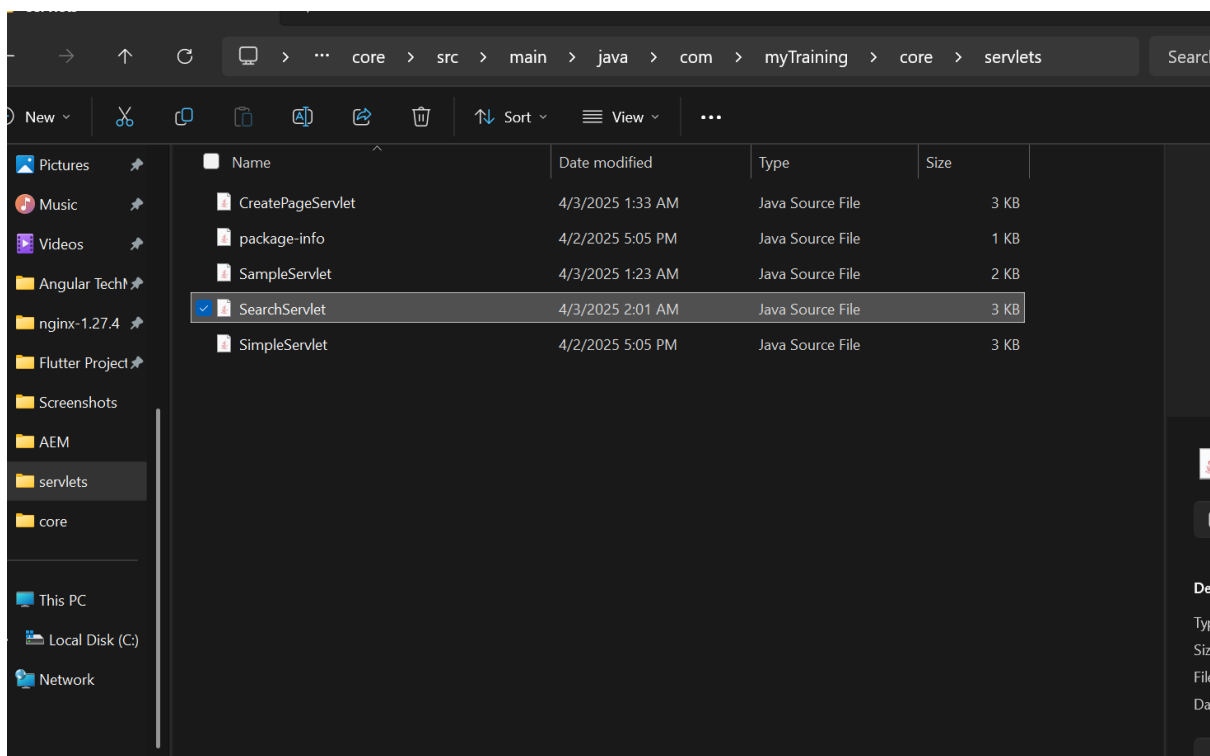 core > src > main > java > com > myTraining > core > servlets
New
Sort
View
Name Date modified Type Size
CreatePageServlet 4/3/2025 1:33 AM Java Source File 3 KB
package-info 4/2/2025 5:05 PM Java Source File 1 KB
SampleServlet 4/3/2025 1:23 AM Java Source File 2 KB
SearchServlet 4/3/2025 2:01 AM Java Source File 3 KB
SimpleServlet 4/2/2025 5:05 PM Java Source File 3 KB
Pictures
Music
Videos
Angular
nginx-1.27.4
Flutter Project
Screenshots
AEM
servlets
core
This PC
Local Disk (C:)
Network